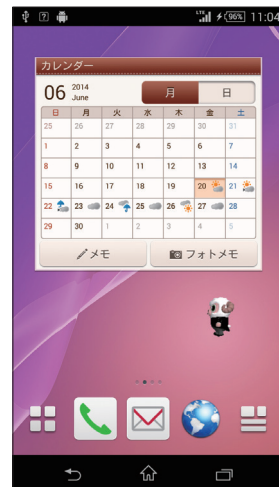 LTE 96% 11:04
カレンダー
06 2014 June 月 日
日 月 火 水 木 金 土
25 26 27 28 29 30 31
1 2 3 4 5 6 7
8 9 10 11 12 13 14
15 16 17 18 19 20 21
22 23 24 25 26 27 28
29 30 1 2 3 4 5
メモ フォトメモ